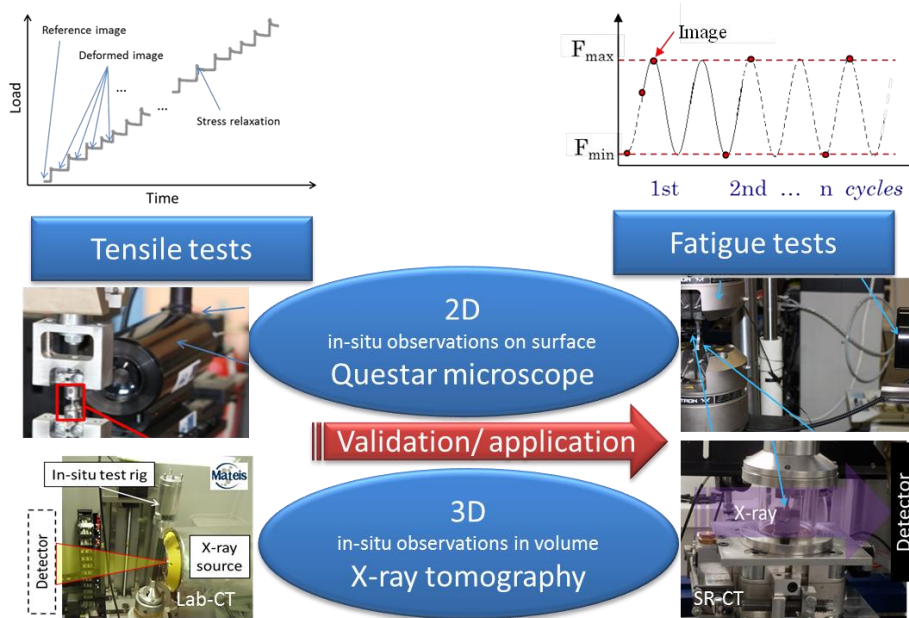 Reference image
Deformed image
...
...
Stress relaxation
Load
Time
Image
Fmax
Fmin
1st 2nd ... n cycles
Tensile tests
Fatigue tests
2D
in-situ observations on surface
Questar microscope
Validation/ application
3D
in-situ observations in volume
X-ray tomography
In-situ test rig
Mateis
Detector
X-ray
source
Lab-CT
X-ray
Detector
SR-CT